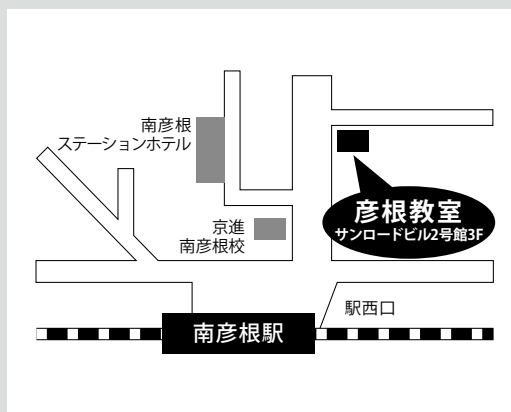 南彦根
ステーションホテル
京進
南彦根校
彦根教室
サンロードビル2号館3F
駅西口
南彦根駅